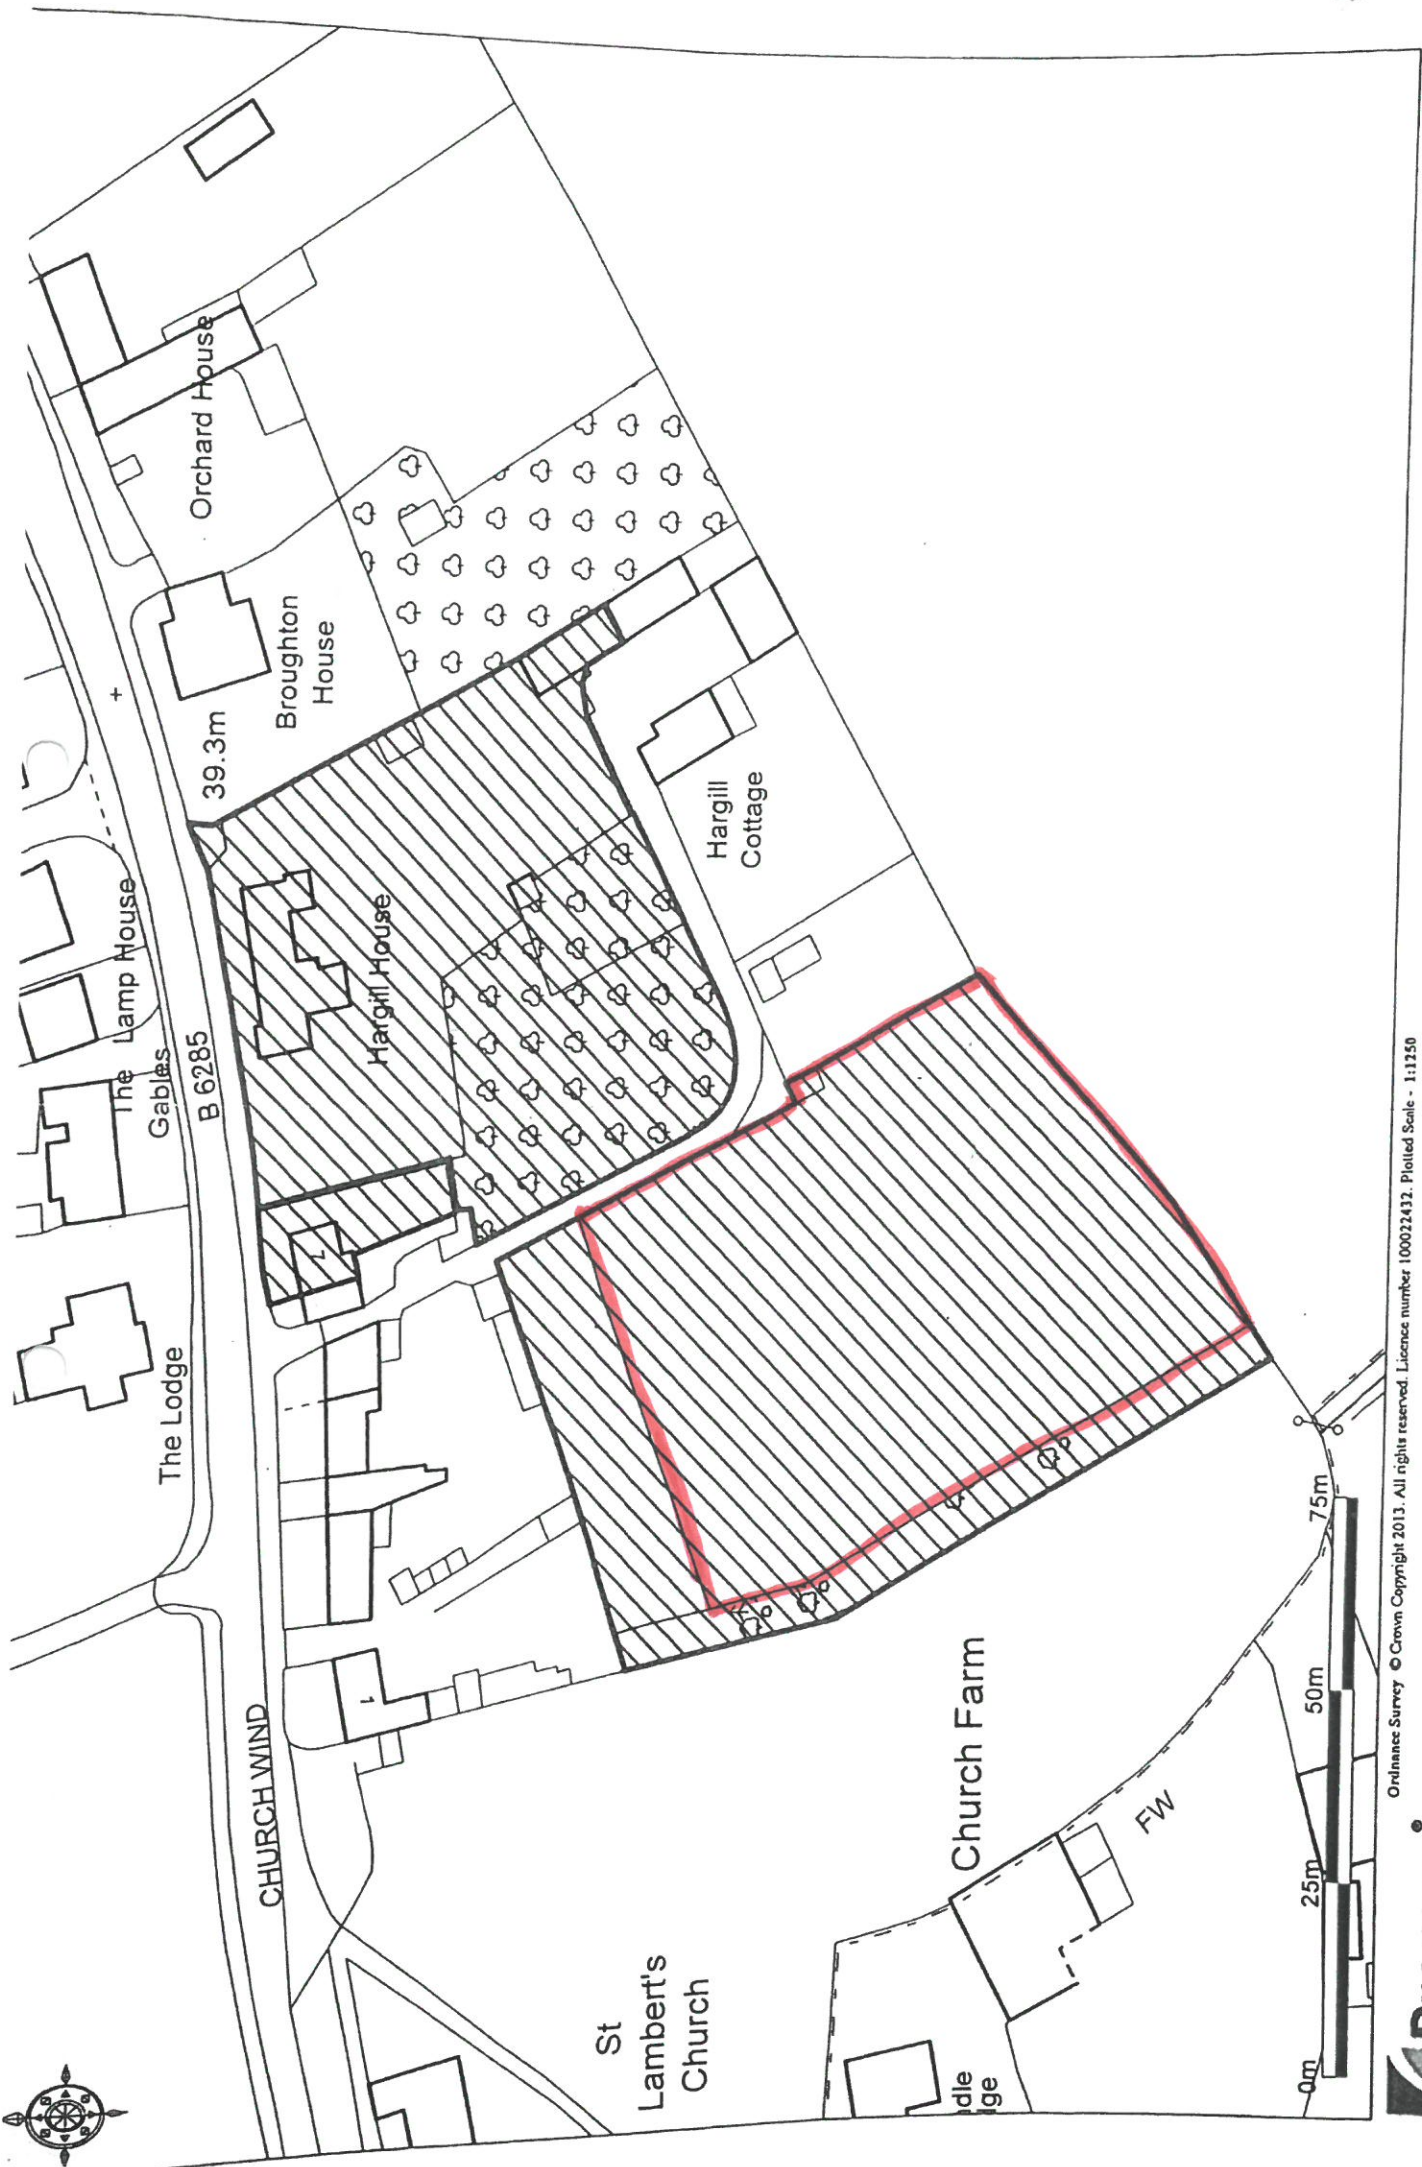 Orchard House
Broughton
House
39.3m
The Lamp House
Gables
B 6285
Hargill House
Hargill
Cottage
The Lodge
7
1
CHURCH WIND
Church Farm
FW
St
Lambert's
Church
0m
25m
50m
75m
Ordnance Survey © Crown Copyright 2013. All rights reserved. Licence number 100022432. Plotted Scale - 1:1250